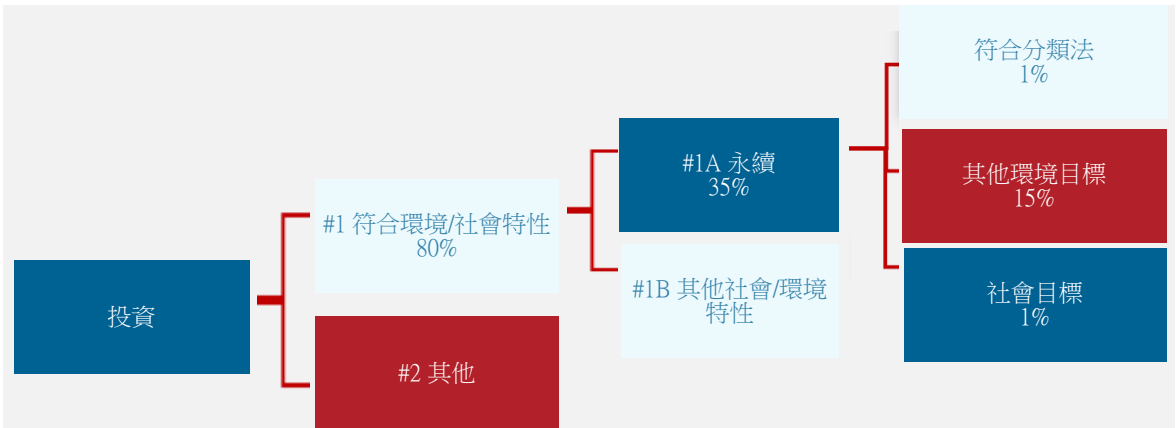 投資
#1 符合環境/社會特性
80%
#2 其他
#1A 永續
35%
#1B 其他社會/環境
特性
符合分類法
1%
其他環境目標
15%
社會目標
1%